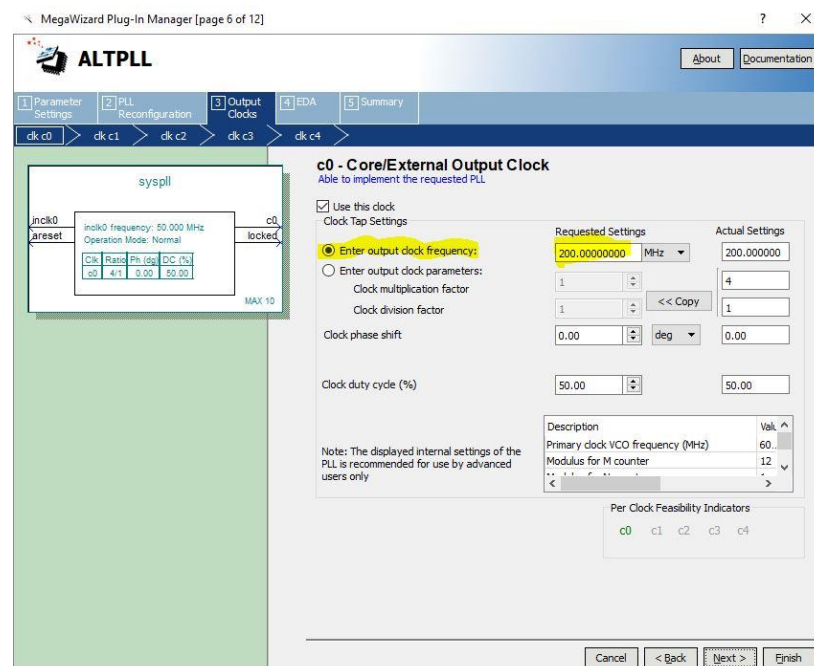 MegaWizard Plug-In Manager [page 6 of 12]
? X
ALTPLL
About Documentation
1 Parameter Settings
2 PLL Reconfiguration
3 Output Clocks
4 EDA
5 Summary
clk c0 clk c1 clk c2 clk c3 clk c4
syspll
inclk0
areset
inclk0 frequency: 50.000 MHz
Operation Mode: Normal
Clk Ratio Ph (dg) DC (%)
c0 4/1 0.00 50.00
c0
locked
MAX 10
c0 - Core/External Output Clock
Able to implement the requested PLL
Use this clock
Clock Tap Settings
Requested Settings Actual Settings
Enter output clock frequency: 200.00000000 MHz 200.000000
Enter output clock parameters:
Clock multiplication factor 1 4
<< Copy
Clock division factor 1 1
Clock phase shift 0.00 deg 0.00
Clock duty cycle (%) 50.00 50.00
Note: The displayed internal settings of the
PLL is recommended for use by advanced
users only
Description
Primary clock VCO frequency (MHz) 60...
Modulus for M counter 12
Per Clock Feasibility Indicators
c0 c1 c2 c3 c4
Cancel < Back Next > Finish